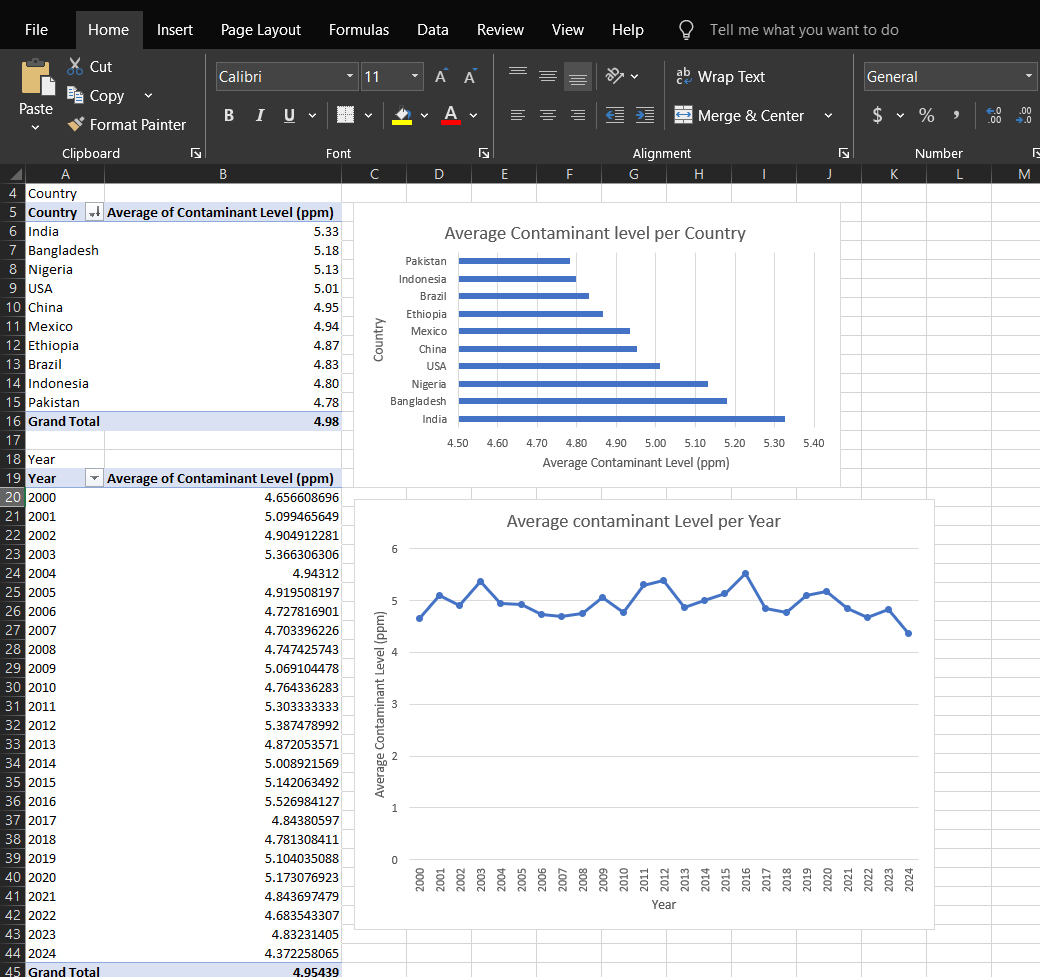 File Home Insert Page Layout Formulas Data Review View Help Tell me what you want to do
Paste
Cut
Copy
Format Painter
Calibri 11
B I U
A A
A
ab Wrap Text
Merge & Center
General
$ % ,
Clipboard Font Alignment Number
A B C D E F G H I J K L M
4 Country
5 Country Average of Contaminant Level (ppm)
6 India 5.33
7 Bangladesh 5.18
8 Nigeria 5.13
9 USA 5.01
10 China 4.95
11 Mexico 4.94
12 Ethiopia 4.87
13 Brazil 4.83
14 Indonesia 4.80
15 Pakistan 4.78
16 Grand Total 4.98
17
18 Year
19 Year Average of Contaminant Level (ppm)
20 2000 4.656608696
21 2001 5.099465649
22 2002 4.904912281
23 2003 5.366306306
24 2004 4.94312
25 2005 4.919508197
26 2006 4.727816901
27 2007 4.703396226
28 2008 4.747425743
29 2009 5.069104478
30 2010 4.764336283
31 2011 5.303333333
32 2012 5.387478992
33 2013 4.872053571
34 2014 5.008921569
35 2015 5.142063492
36 2016 5.526984127
37 2017 4.84380597
38 2018 4.781308411
39 2019 5.104035088
40 2020 5.173076923
41 2021 4.843697479
42 2022 4.683543307
43 2023 4.83231405
44 2024 4.372258065
45 Grand Total 4.95439
Average Contaminant level per Country
Country
Pakistan
Indonesia
Brazil
Ethiopia
Mexico
China
USA
Nigeria
Bangladesh
India
4.50 4.60 4.70 4.80 4.90 5.00 5.10 5.20 5.30 5.40
Average Contaminant Level (ppm)
Average contaminant Level per Year
Average Contaminant Level (ppm)
6
5
4
3
2
1
0
2000 2001 2002 2003 2004 2005 2006 2007 2008 2009 2010 2011 2012 2013 2014 2015 2016 2017 2018 2019 2020 2021 2022 2023 2024
Year